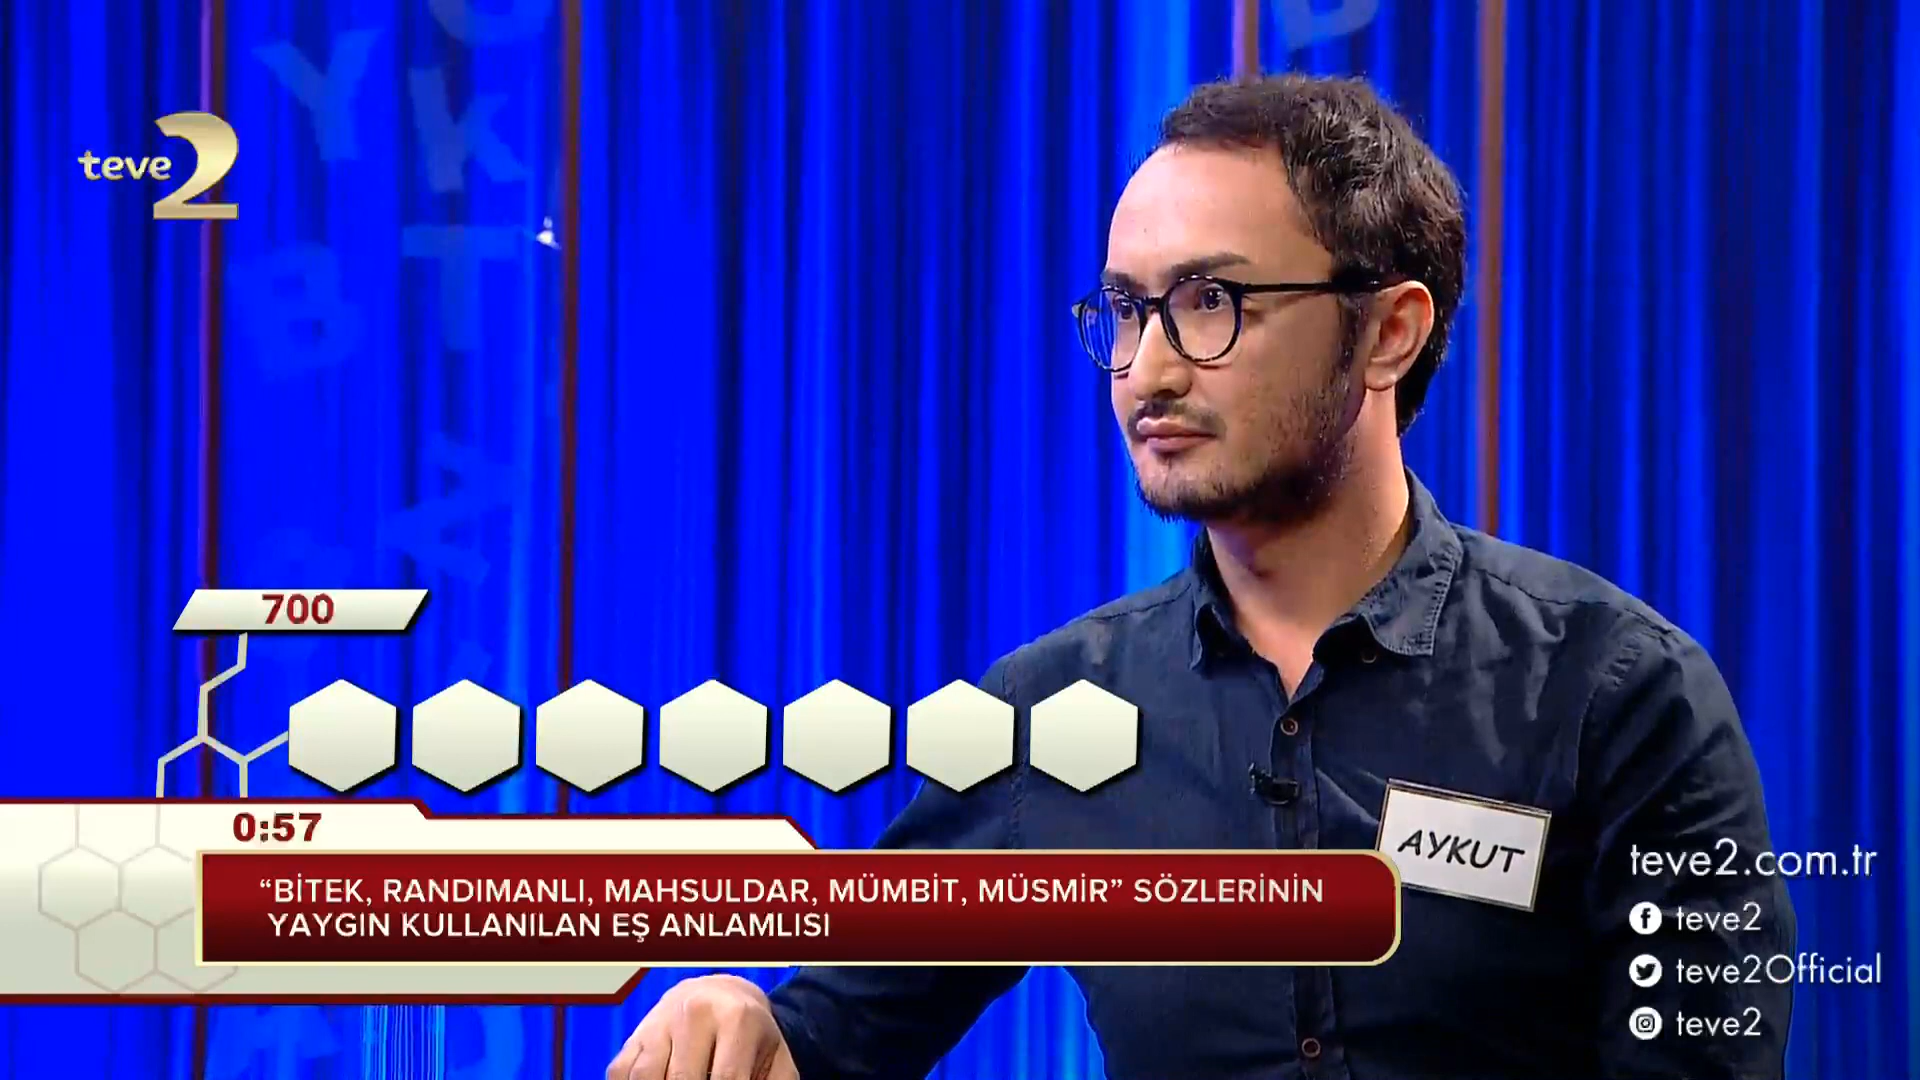 teve2
700
0:57
“BİTEK, RANDIMANLI, MAHSULDAR, MÜMBİT, MÜSMİR” SÖZLERİNİN
YAYGIN KULLANILAN EŞ ANLAMLISI
AYKUT
teve2.com.tr
teve2
teve2Official
teve2